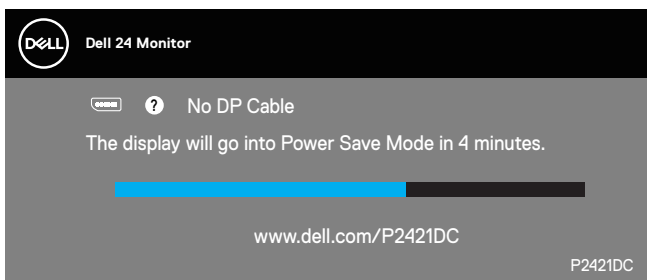 DELL
Dell 24 Monitor
? No DP Cable
The display will go into Power Save Mode in 4 minutes.
www.dell.com/P2421DC
P2421DC